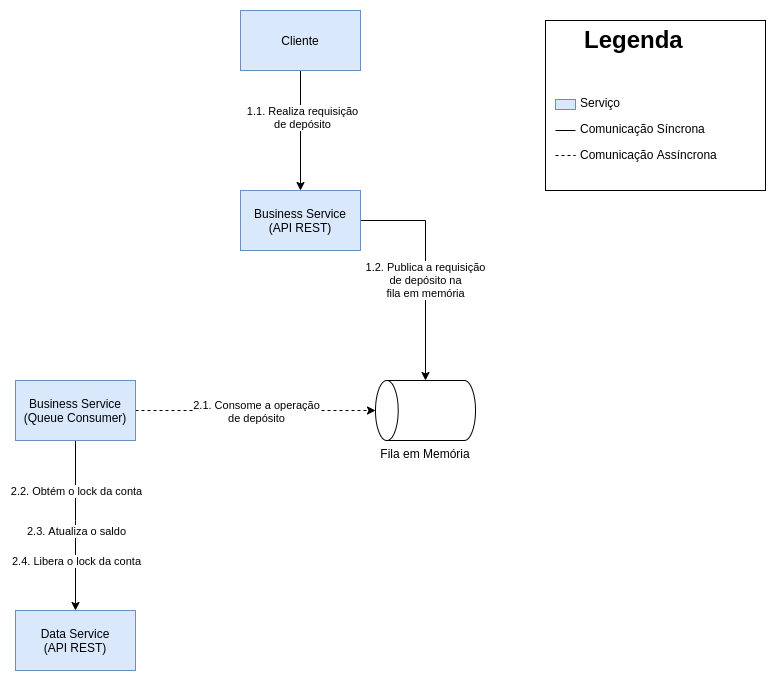 Cliente
Legenda
Serviço
Comunicação Síncrona
Comunicação Assíncrona
1.1. Realiza requisição
de depósito
Business Service
(API REST)
1.2. Publica a requisição
de depósito na
fila em memória
Business Service
(Queue Consumer)
2.1. Consome a operação
de depósito
Fila em Memória
2.2. Obtém o lock da conta
2.3. Atualiza o saldo
2.4. Libera o lock da conta
Data Service
(API REST)